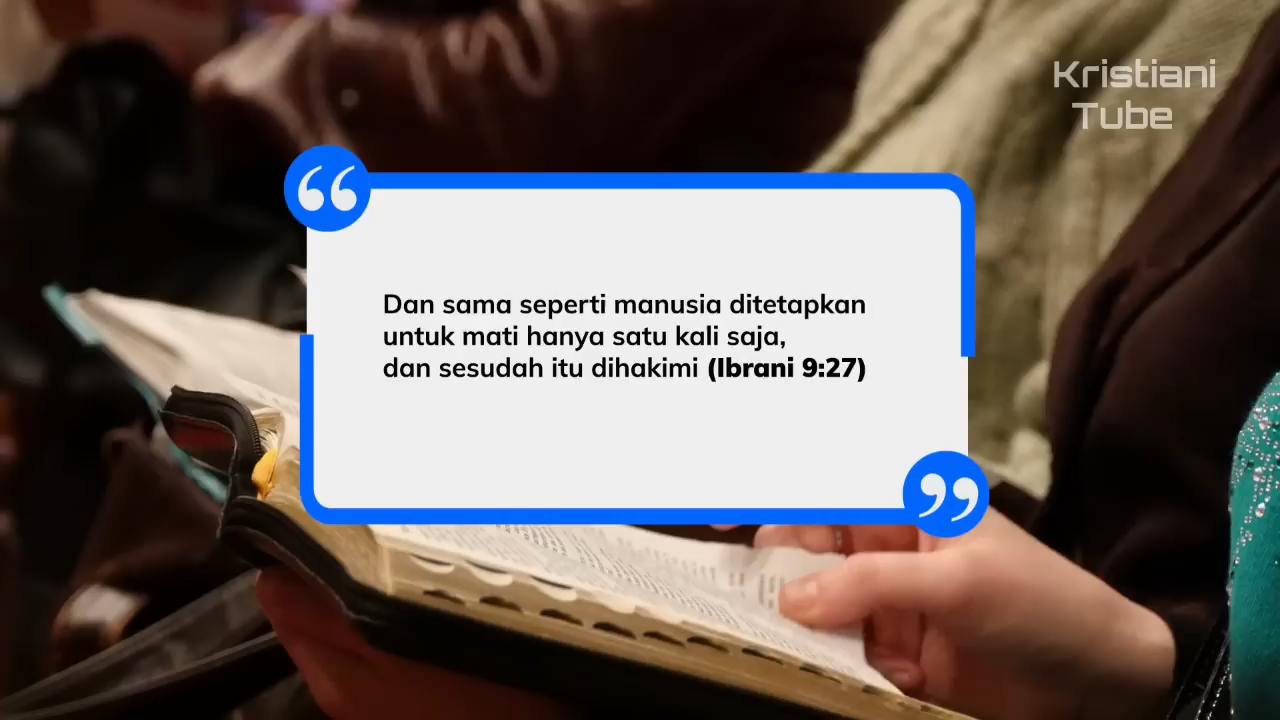 Kristiani
Tube
Dan sama seperti manusia ditetapkan
untuk mati hanya satu kali saja,
dan sesudah itu dihakimi (Ibrani 9:27)